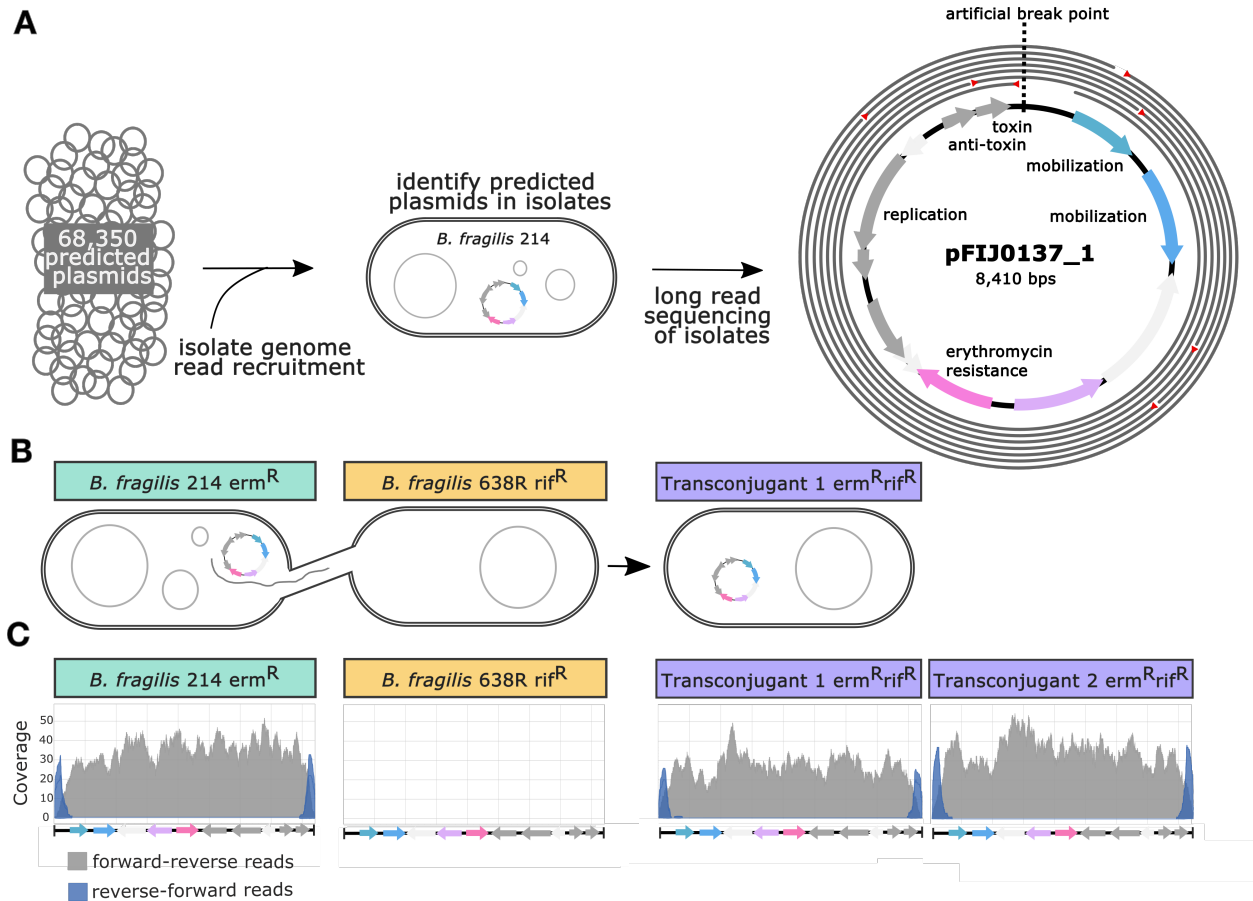 A
artificial break point
68,350
predicted
plasmids
isolate genome
read recruitment
identify predicted
plasmids in isolates
B. fragilis 214
long read
sequencing
of isolates
toxin
anti-toxin
mobilization
mobilization
replication
pFIJ0137_1
8,410 bps
erythromycin
resistance
B
B. fragilis 214 ermR
B. fragilis 638R rifR
Transconjugant 1 ermRrifR
C
B. fragilis 214 ermR
B. fragilis 638R rifR
Transconjugant 1 ermRrifR
Transconjugant 2 ermRrifR
Coverage
50
40
30
20
10
0
forward-reverse reads
reverse-forward reads